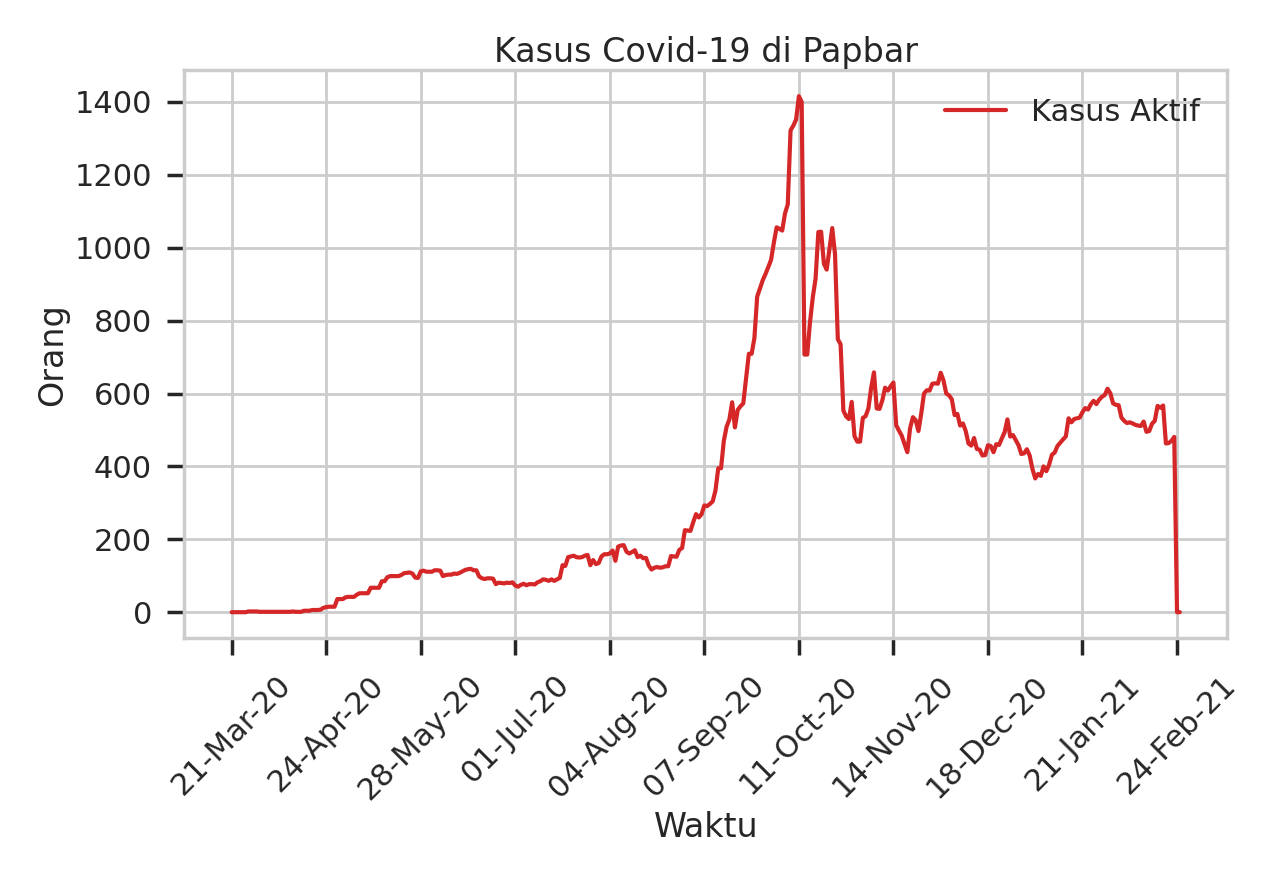 Kasus Covid-19 di Papbar
Kasus Aktif
1400
1200
1000
800
600
400
200
0
Orang
21-Mar-20
24-Apr-20
28-May-20
01-Jul-20
04-Aug-20
07-Sep-20
11-Oct-20
14-Nov-20
18-Dec-20
21-Jan-21
24-Feb-21
Waktu